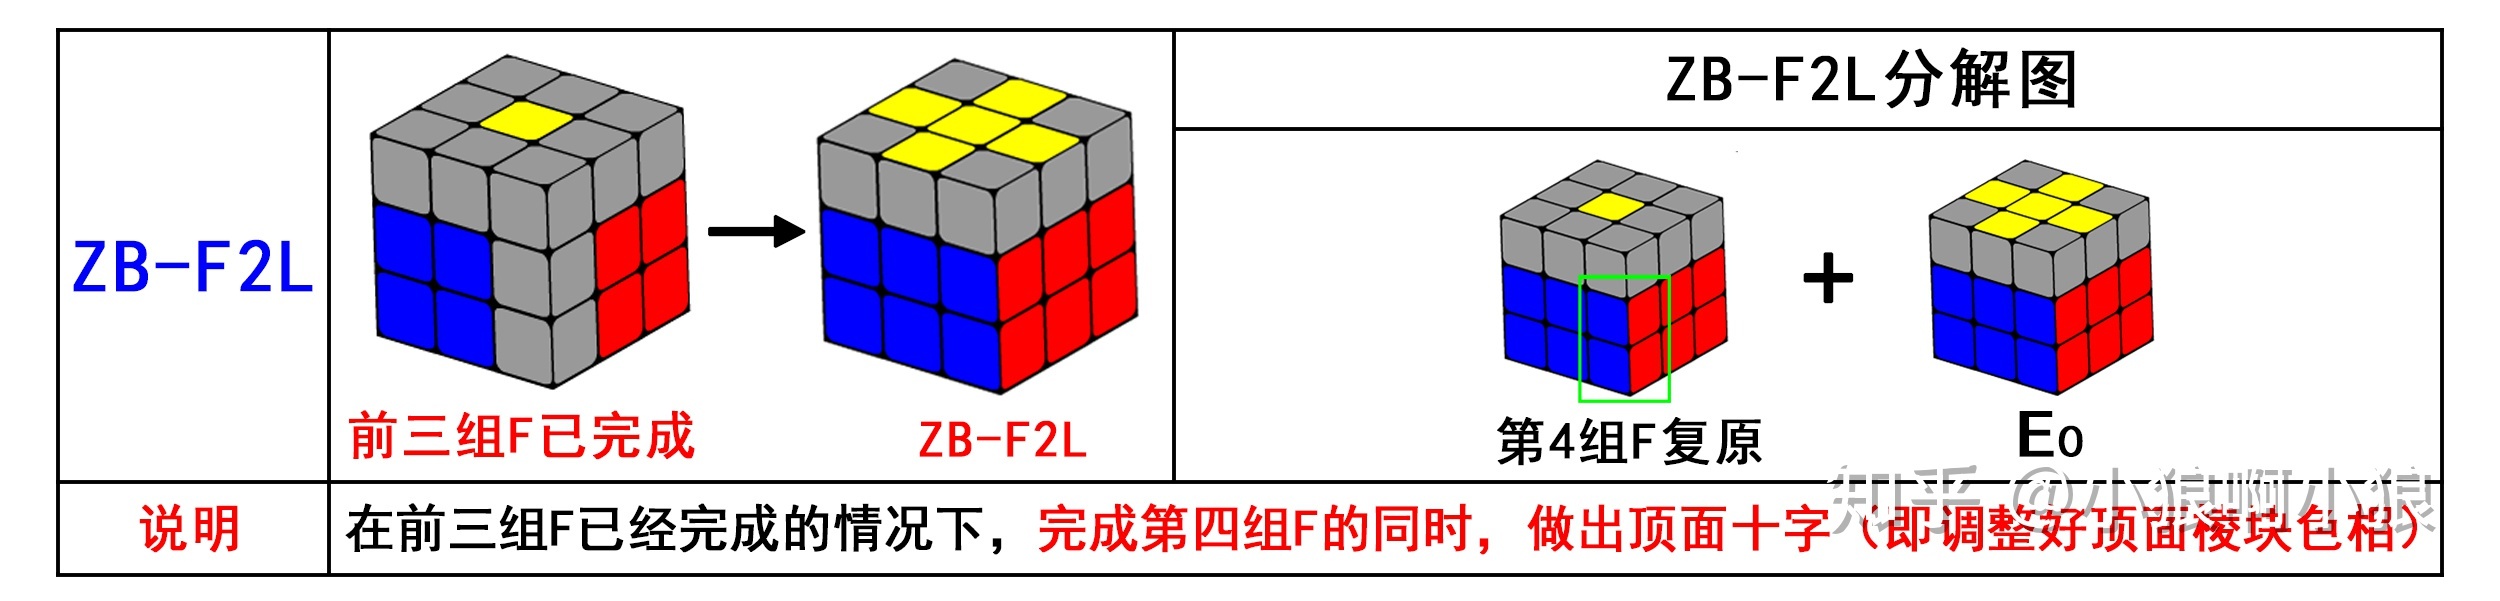 ZB-F2L分解图
ZB-F2L
前三组F已完成
ZB-F2L
第4组F复原
EO
说明
在前三组F已经完成的情况下，完成第四组F的同时，做出顶面十字（即调整好顶面棱块色相）
知乎 @小狼啊小狼